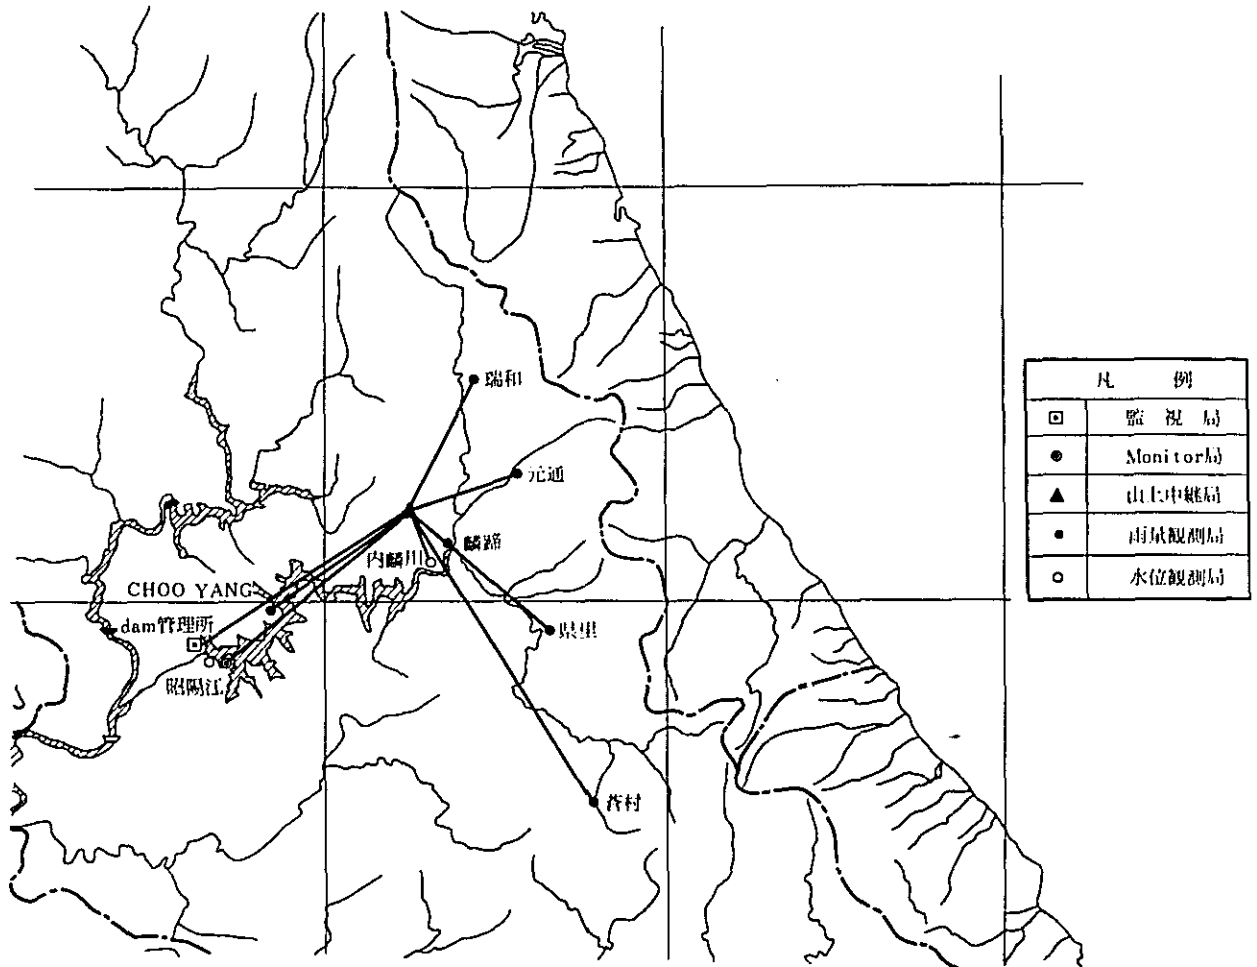 瑞和
元通
麟蹄
内麟川
CHOO YANG
dam管理所
県里
昭陽江
蒼村
凡 例
監 視 局
Monitor局
山上中継局
雨量観測局
水位観測局